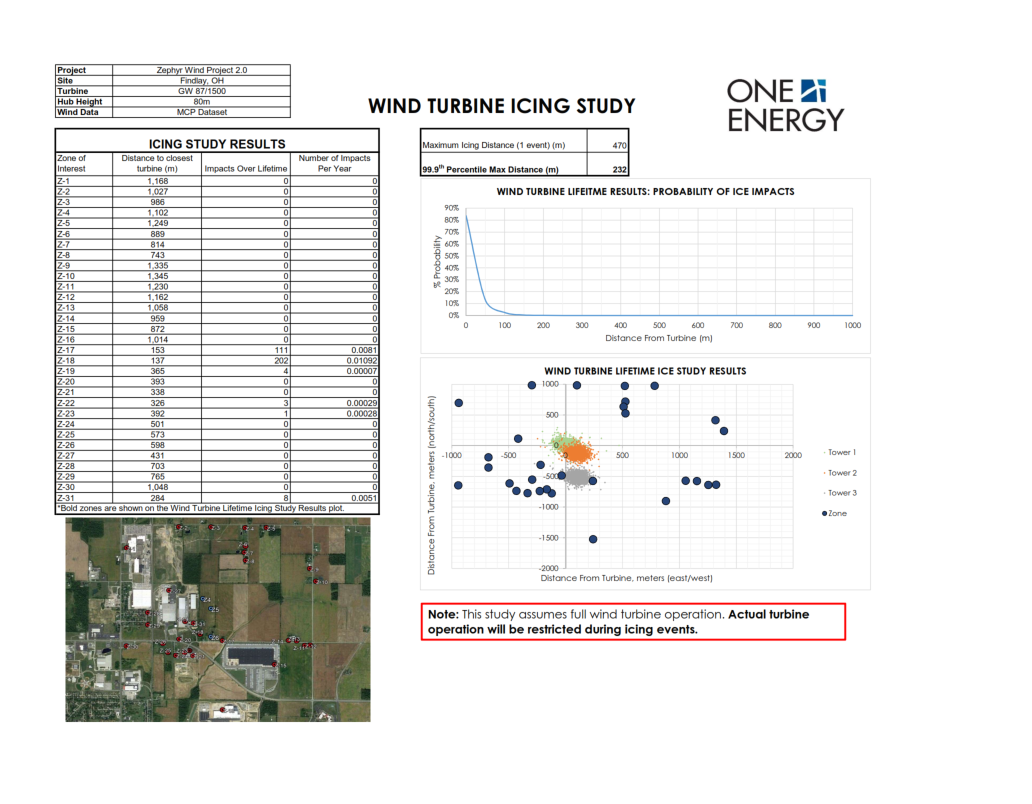 Project Zephyr Wind Project 2.0
Site Findlay, OH
Turbine GW 87/1500
Hub Height 80m
Wind Data MCP Dataset
WIND TURBINE ICING STUDY
ONE
ENERGY
ICING STUDY RESULTS
Zone of Interest Distance to closest turbine (m) Impacts Over Lifetime Number of Impacts Per Year
Z-1 1,168 0 0
Z-2 1,027 0 0
Z-3 986 0 0
Z-4 1,102 0 0
Z-5 1,249 0 0
Z-6 889 0 0
Z-7 814 0 0
Z-8 743 0 0
Z-9 1,335 0 0
Z-10 1,345 0 0
Z-11 1,230 0 0
Z-12 1,162 0 0
Z-13 1,058 0 0
Z-14 959 0 0
Z-15 872 0 0
Z-16 1,014 0 0
Z-17 153 111 0.0081
Z-18 137 202 0.01092
Z-19 365 4 0.00007
Z-20 393 0 0
Z-21 338 0 0
Z-22 326 3 0.00029
Z-23 392 1 0.00028
Z-24 501 0 0
Z-25 573 0 0
Z-26 598 0 0
Z-27 431 0 0
Z-28 703 0 0
Z-29 765 0 0
Z-30 1,048 0 0
Z-31 284 8 0.0051
*Bold zones are shown on the Wind Turbine Lifetime Icing Study Results plot.
Maximum Icing Distance (1 event) (m) 470
99.9th Percentile Max Distance (m) 232
WIND TURBINE LIFEITME RESULTS: PROBABILITY OF ICE IMPACTS
% Probability
90%
80%
70%
60%
50%
40%
30%
20%
10%
0%
0 100 200 300 400 500 600 700 800 900 1000
Distance From Turbine (m)
WIND TURBINE LIFETIME ICE STUDY RESULTS
Distance From Turbine, meters (north/south)
1000
500
0
-1000 -500 0 500 1000 1500 2000
-500
-1000
-1500
-2000
Distance From Turbine, meters (east/west)
Tower 1
Tower 2
Tower 3
Zone
Note: This study assumes full wind turbine operation. Actual turbine
operation will be restricted during icing events.